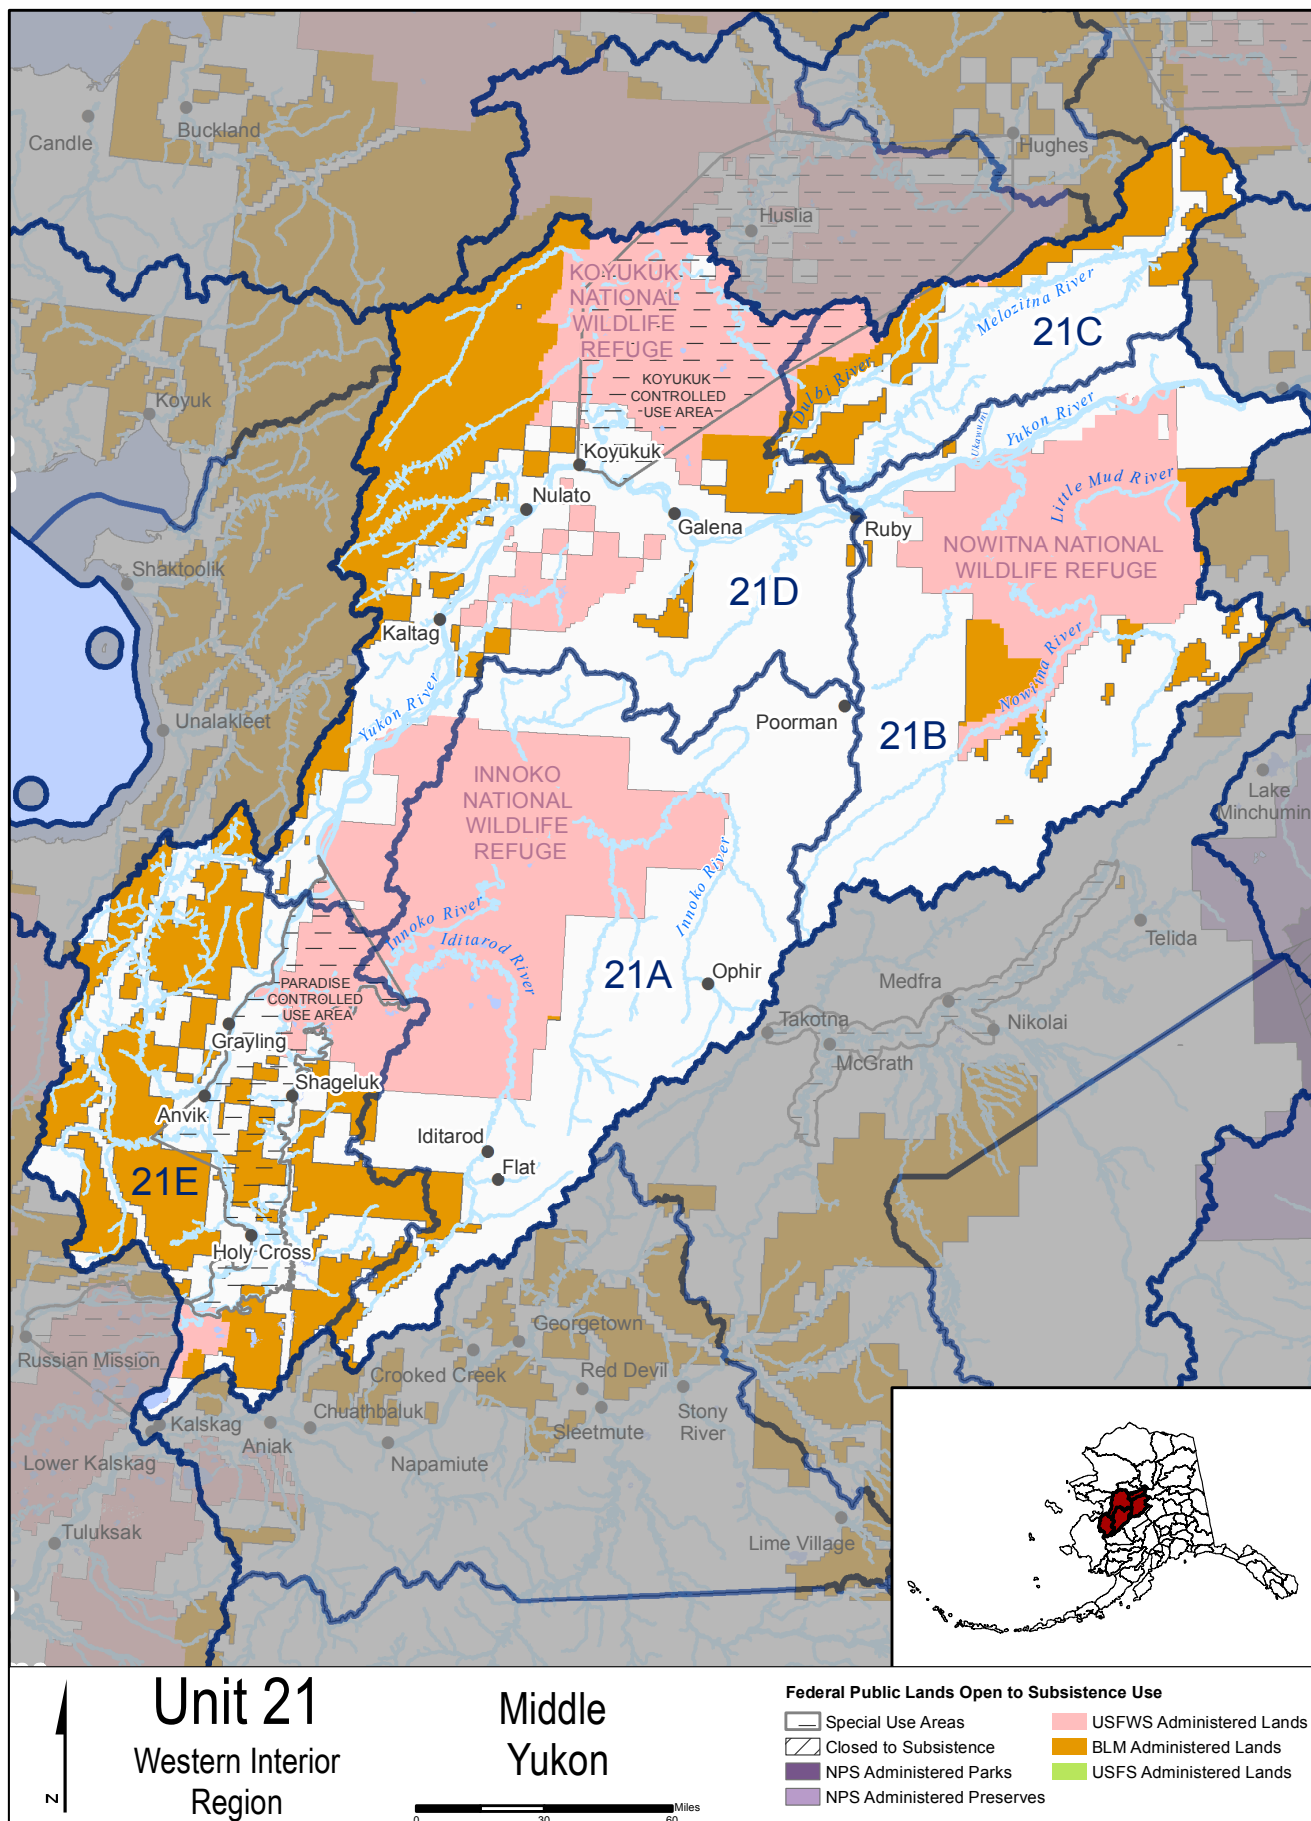 Candle
Buckland
Hughes
Huslia
KOYUKUK
NATIONAL
WILDLIFE
REFUGE
Melozitna River
21C
KOYUKUK
CONTROLLED
USE AREA
Dulbi River
Koyuk
Yukon River
Koyukuk
Little Mud River
Nulato
Galena
Ruby
NOWITNA NATIONAL
WILDLIFE REFUGE
Shaktoolik
21D
Kaltag
Nowitna River
Yukon River
Unalakleet
Poorman
21B
INNOKO
NATIONAL
WILDLIFE
REFUGE
Lake
Minchumin
Innoko River
Innoko River
Iditarod River
Telida
21A
Ophir
Medfra
PARADISE
CONTROLLED
USE AREA
Grayling
Takotna
Nikolai
McGrath
Shageluk
Anvik
Iditarod
Flat
21E
Holy Cross
Georgetown
Russian Mission
Crooked Creek
Red Devil
Kalskag
Chuathbaluk
Sleetmute
Stony
River
Aniak
Lower Kalskag
Napamiute
Tuluksak
Lime Village
Unit 21
Western Interior
Region
Middle
Yukon
N
Miles
0
30
60
Federal Public Lands Open to Subsistence Use
Special Use Areas
Closed to Subsistence
NPS Administered Parks
NPS Administered Preserves
USFWS Administered Lands
BLM Administered Lands
USFS Administered Lands